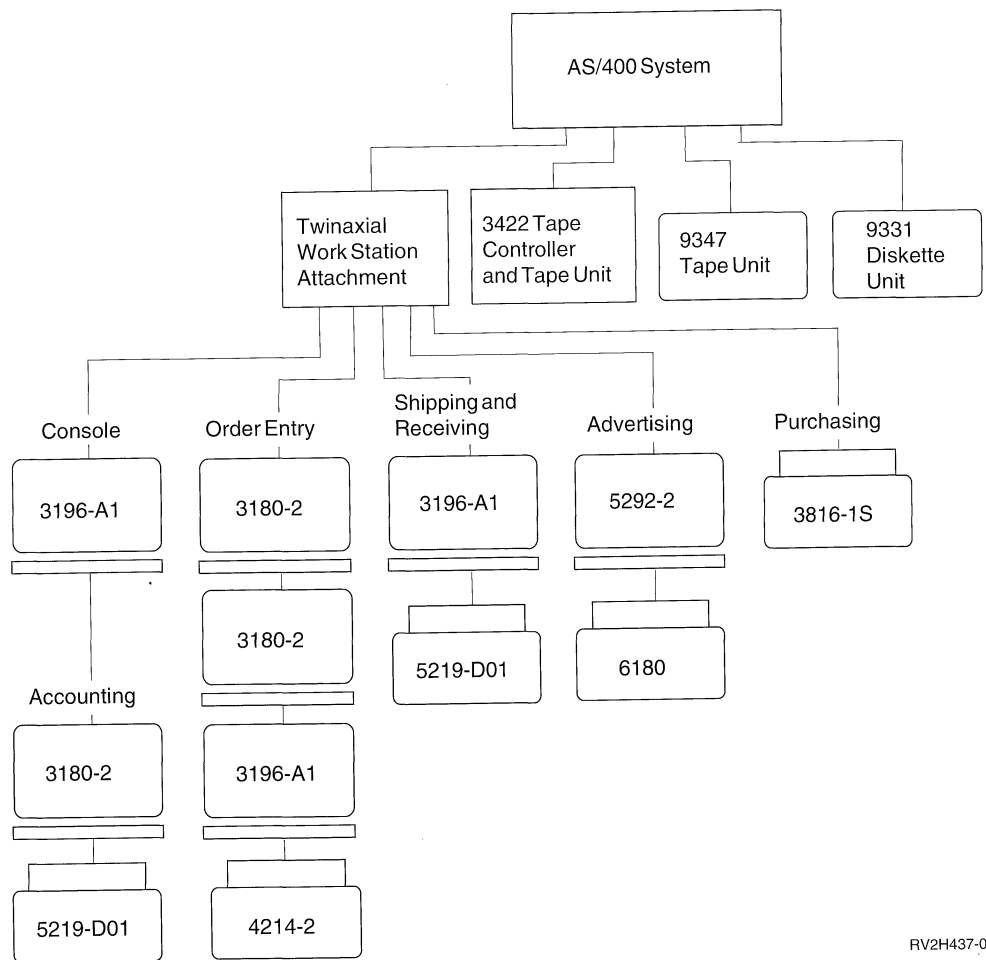 AS/400 System
Twinaxial
Work Station
Attachment
3422 Tape
Controller
and Tape Unit
9347
Tape Unit
9331
Diskette
Unit
Console
Order Entry
Shipping and
Receiving
Advertising
Purchasing
3196-A1
3180-2
3196-A1
5292-2
3816-1S
3180-2
5219-D01
6180
Accounting
3180-2
3196-A1
5219-D01
4214-2
RV2H437-0